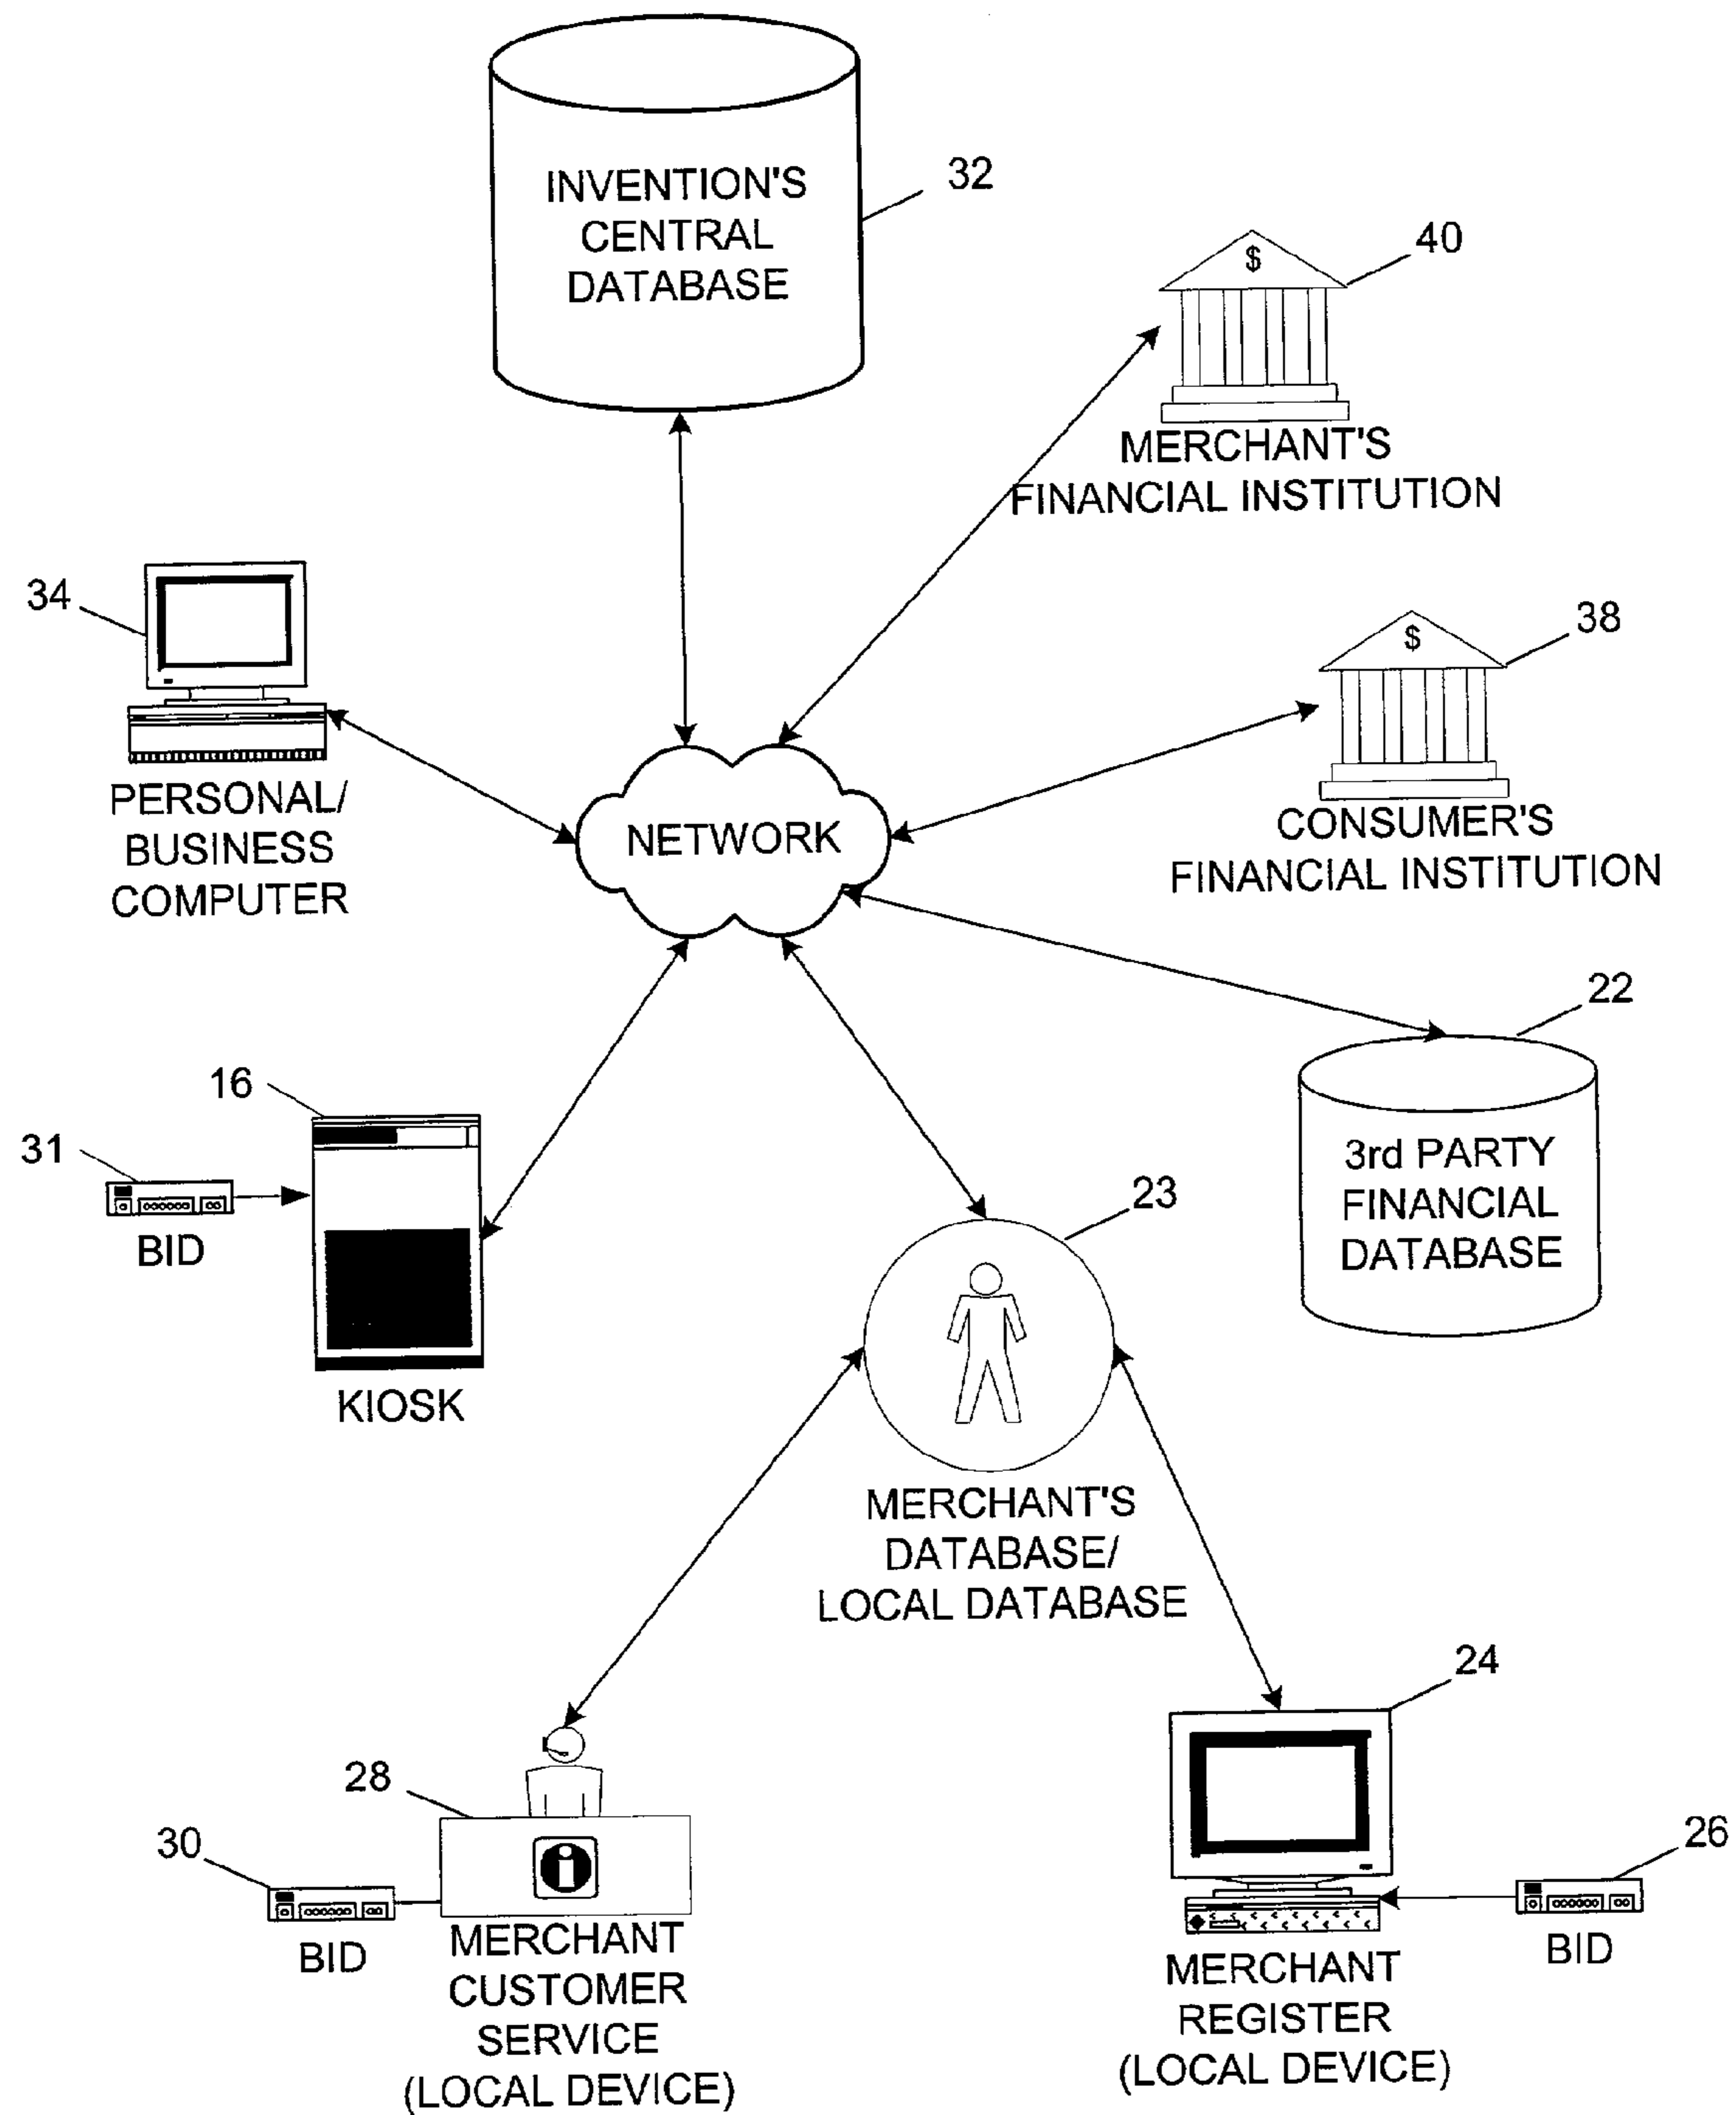 INVENTION'S
CENTRAL
DATABASE
32
$
40
MERCHANT'S
FINANCIAL INSTITUTION
34
PERSONAL/
BUSINESS
COMPUTER
$
38
CONSUMER'S
FINANCIAL INSTITUTION
NETWORK
22
3rd PARTY
FINANCIAL
DATABASE
16
31
BID
KIOSK
23
MERCHANT'S
DATABASE/
LOCAL DATABASE
28
30
BID
i
MERCHANT
CUSTOMER
SERVICE
(LOCAL DEVICE)
24
26
BID
MERCHANT
REGISTER
(LOCAL DEVICE)